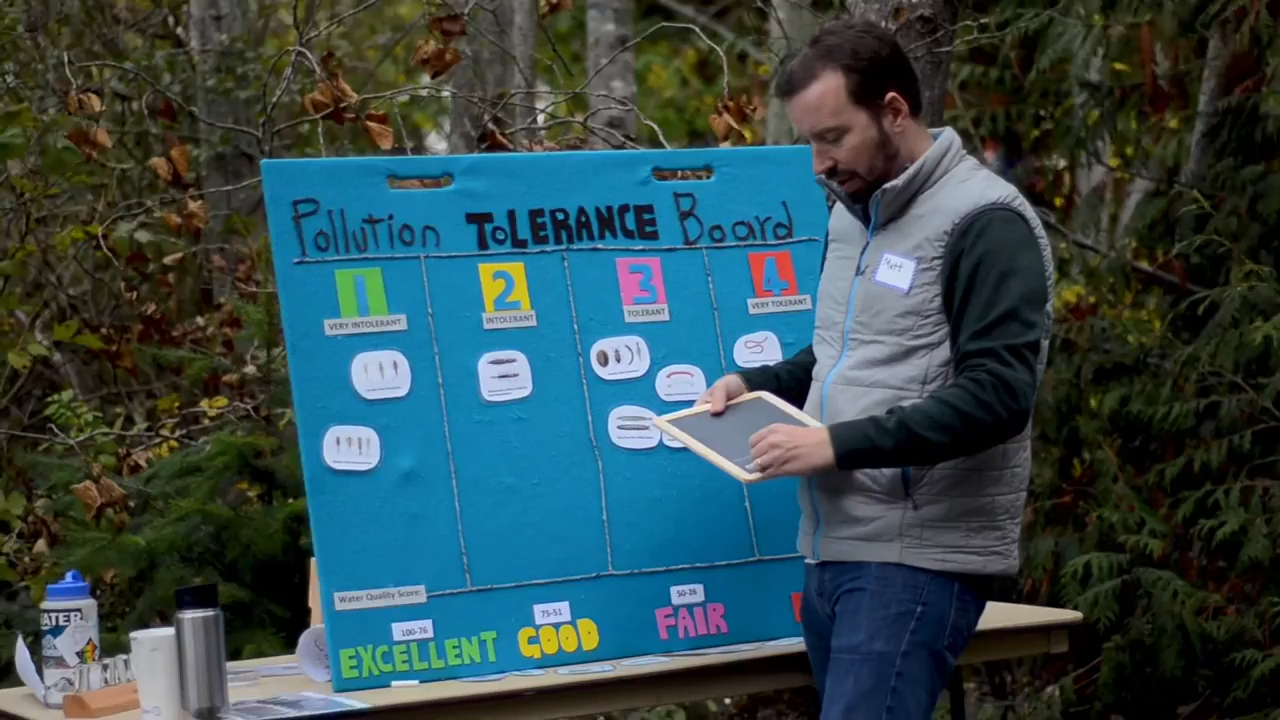 Pollution TOLERANCE Board
1
2
3
4
VERY INTOLERANT
INTOLERANT
TOLERANT
VERY TOLERANT
Matt
Water Quality Score:
100-76
75-51
50-26
EXCELLENT
GOOD
FAIR
WATER